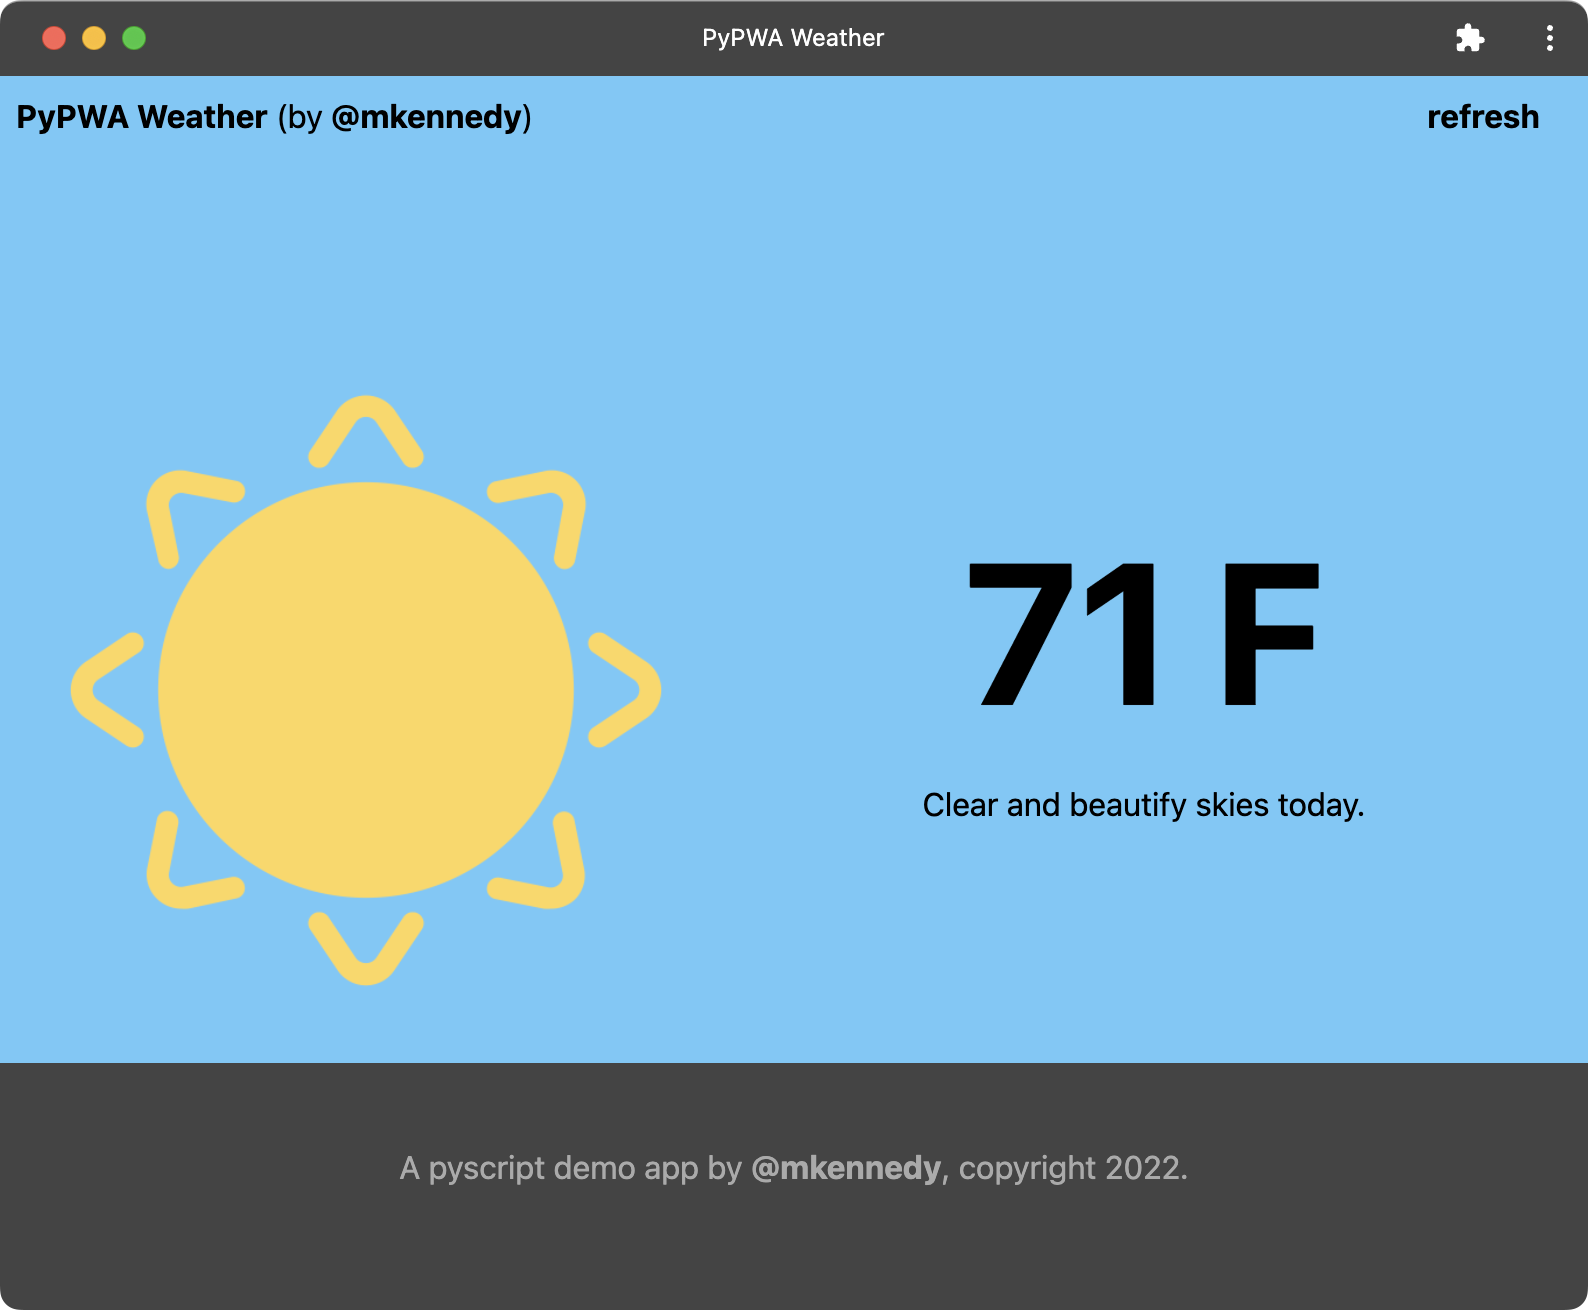 PyPWA Weather
PyPWA Weather (by @mkennedy)
refresh
71 F
Clear and beautify skies today.
A pyscript demo app by @mkennedy, copyright 2022.